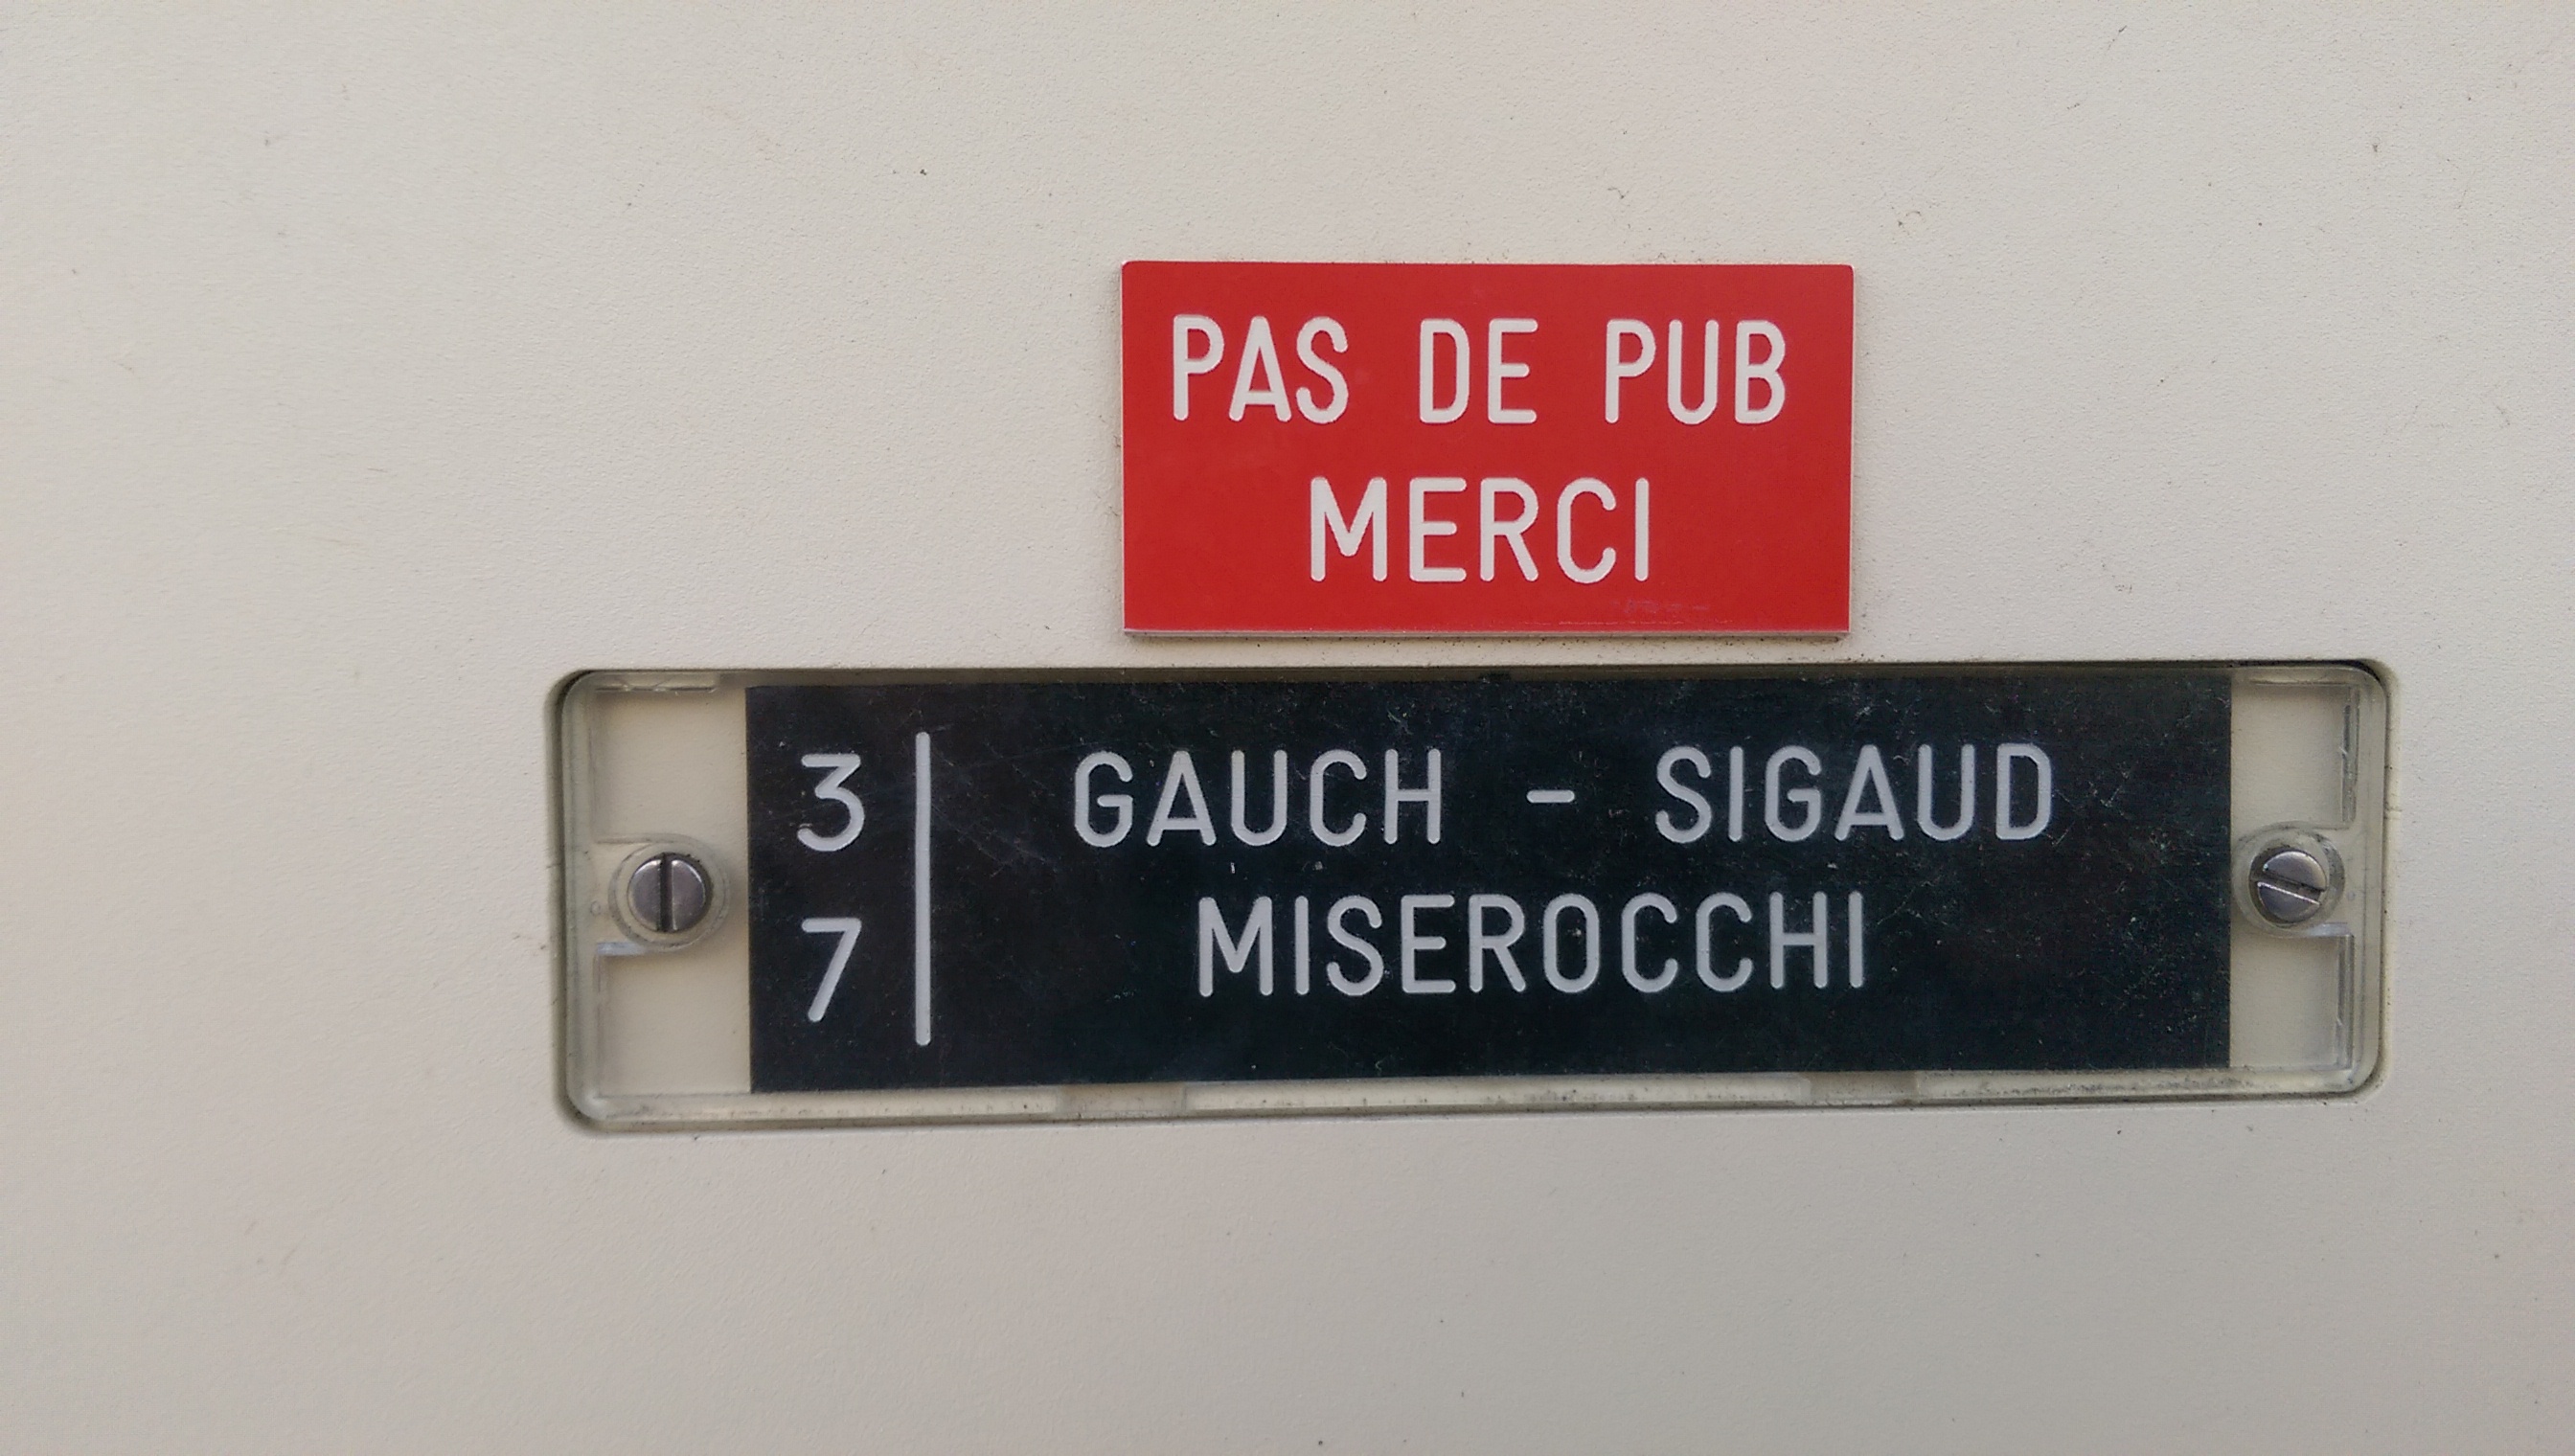 PAS DE PUB
MERCI
3 | GAUCH - SIGAUD
7 | MISEROCCHI